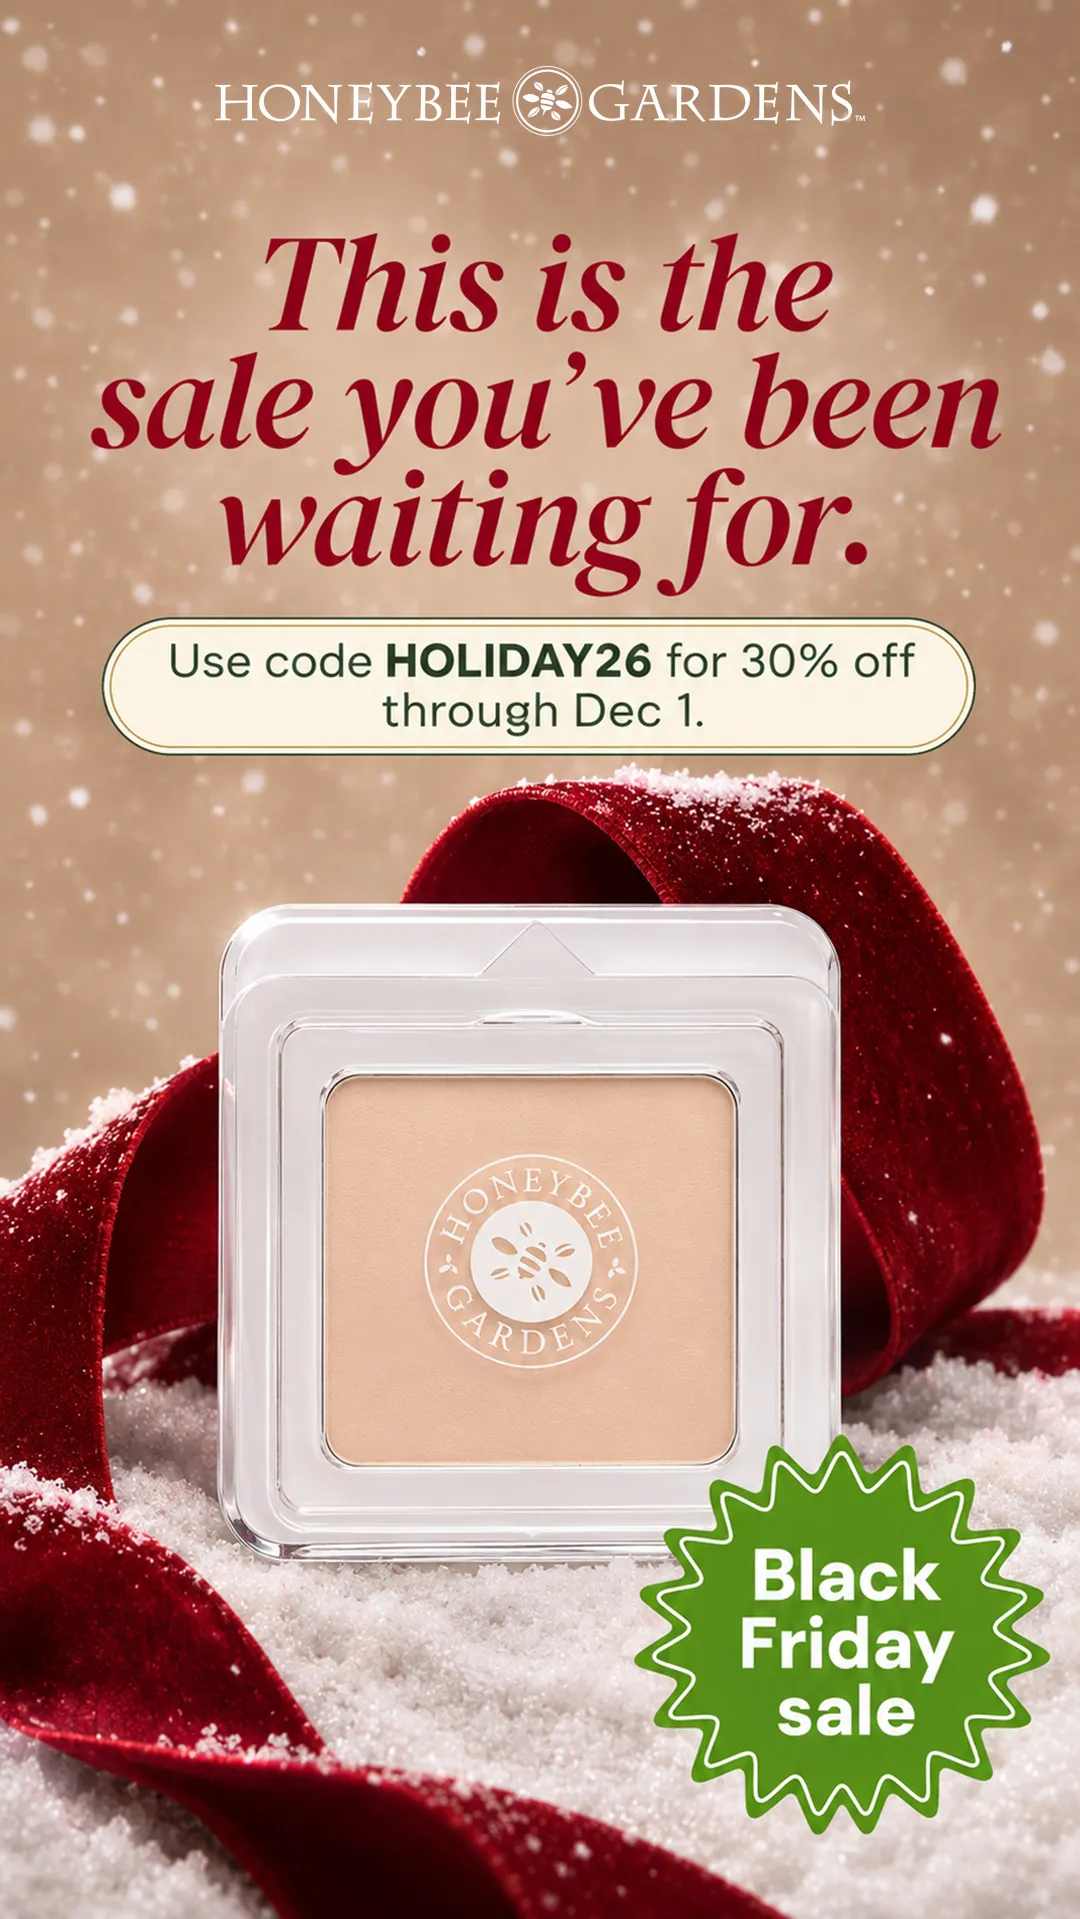 HONEYBEE GARDENS™
This is the
sale you've been
waiting for.
Use code HOLIDAY26 for 30% off
through Dec 1.
HONEYBEE
GARDENS
Black
Friday
sale